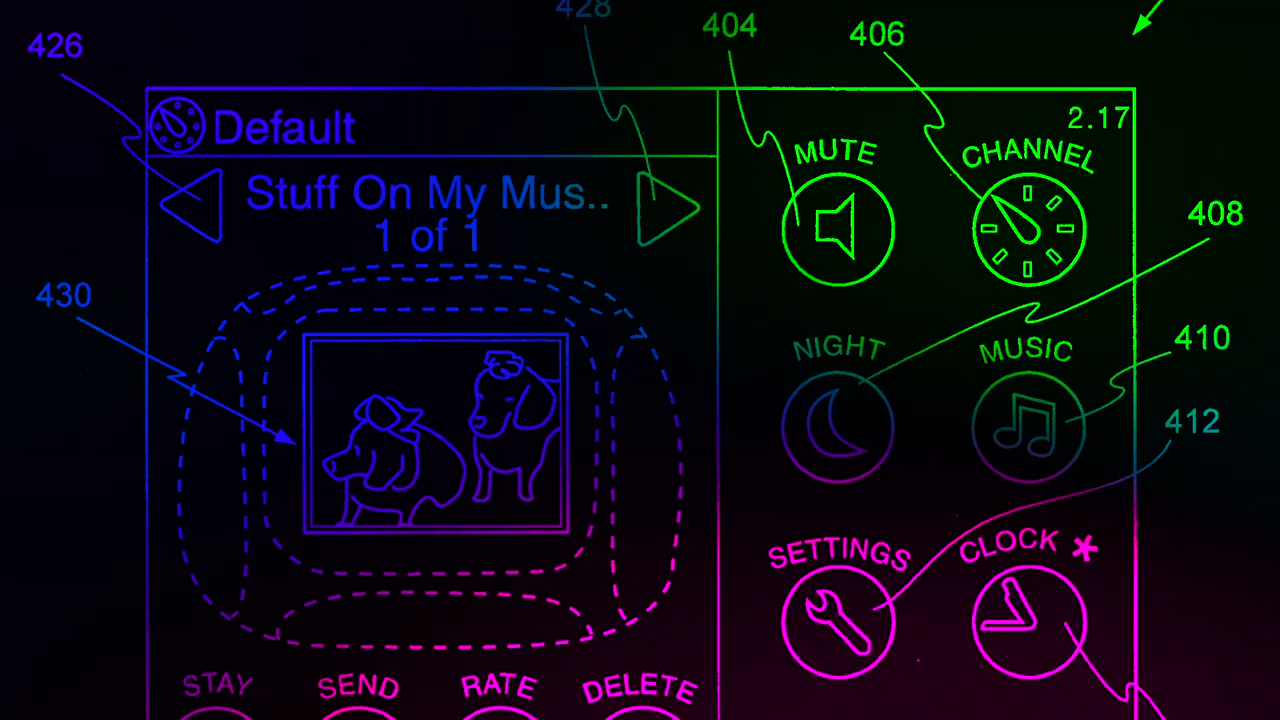 428
404
406
426
2.17
Default
MUTE
CHANNEL
Stuff On My Mus..
408
1 of 1
430
NIGHT
MUSIC
410
412
SETTINGS
CLOCK *
STAY
SEND
RATE
DELETE